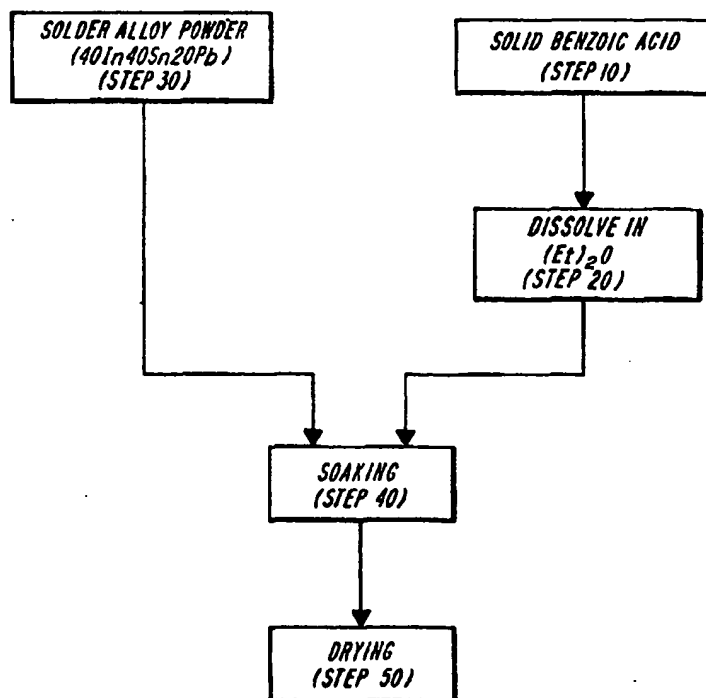 SOLDER ALLOY POWDER
(40In40Sn20Pb)
(STEP 30)
SOLID BENZOIC ACID
(STEP 10)
DISSOLVE IN
(Et)₂O
(STEP 20)
SOAKING
(STEP 40)
DRYING
(STEP 50)